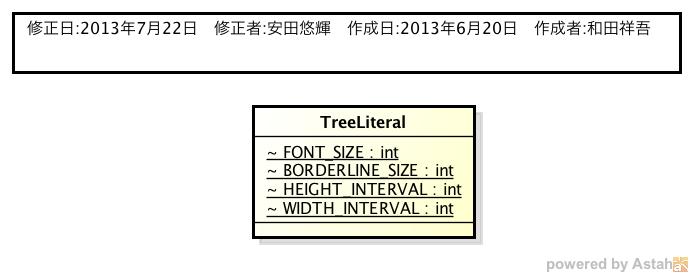 修正日:2013年7月22日　修正者:安田悠輝　作成日:2013年6月20日　作成者:和田祥吾
TreeLiteral
~ FONT_SIZE : int
~ BORDERLINE_SIZE : int
~ HEIGHT_INTERVAL : int
~ WIDTH_INTERVAL : int
powered by Astah